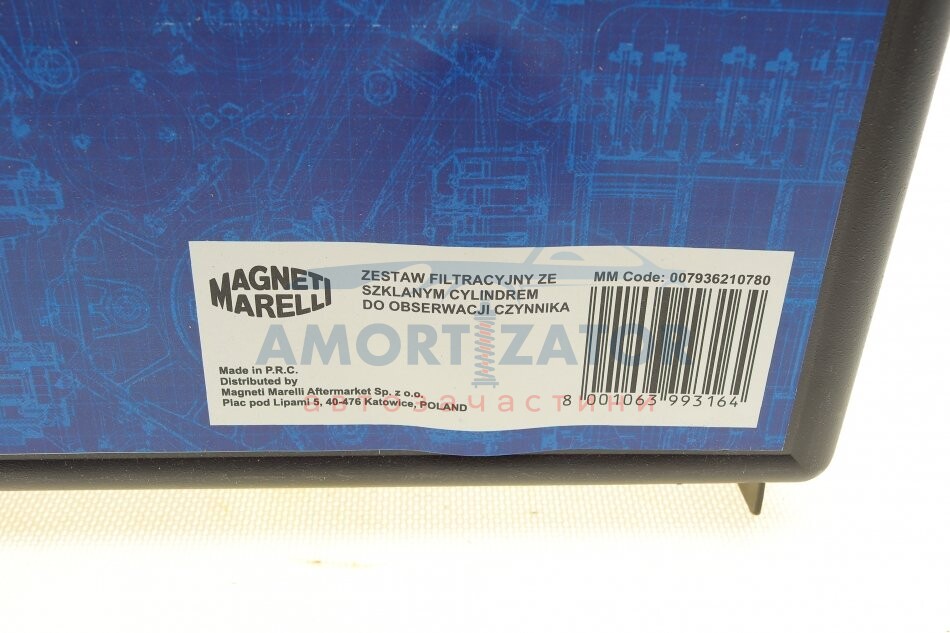 MAGNETI
MARELLI
ZESTAW FILTRACYJNY ZE
SZKLANYM CYLINDREM
DO OBSERWACJI CZYNNIKA
MM Code: 007936210780
Made in P.R.C.
Distributed by
Magneti Marelli Aftermarket Sp. z o.o.
Plac pod Lipami 5, 40-476 Katowice, POLAND
8 001063 993164
AMORTIZATOR
автозапчастини